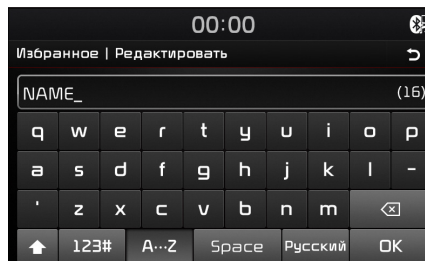 00:00
Избранное | Редактировать
NAME_ (16)
q w e r t y u i o p
a s d f g h j k l -
' z x c v b n m
123# A...Z Space Русский OK